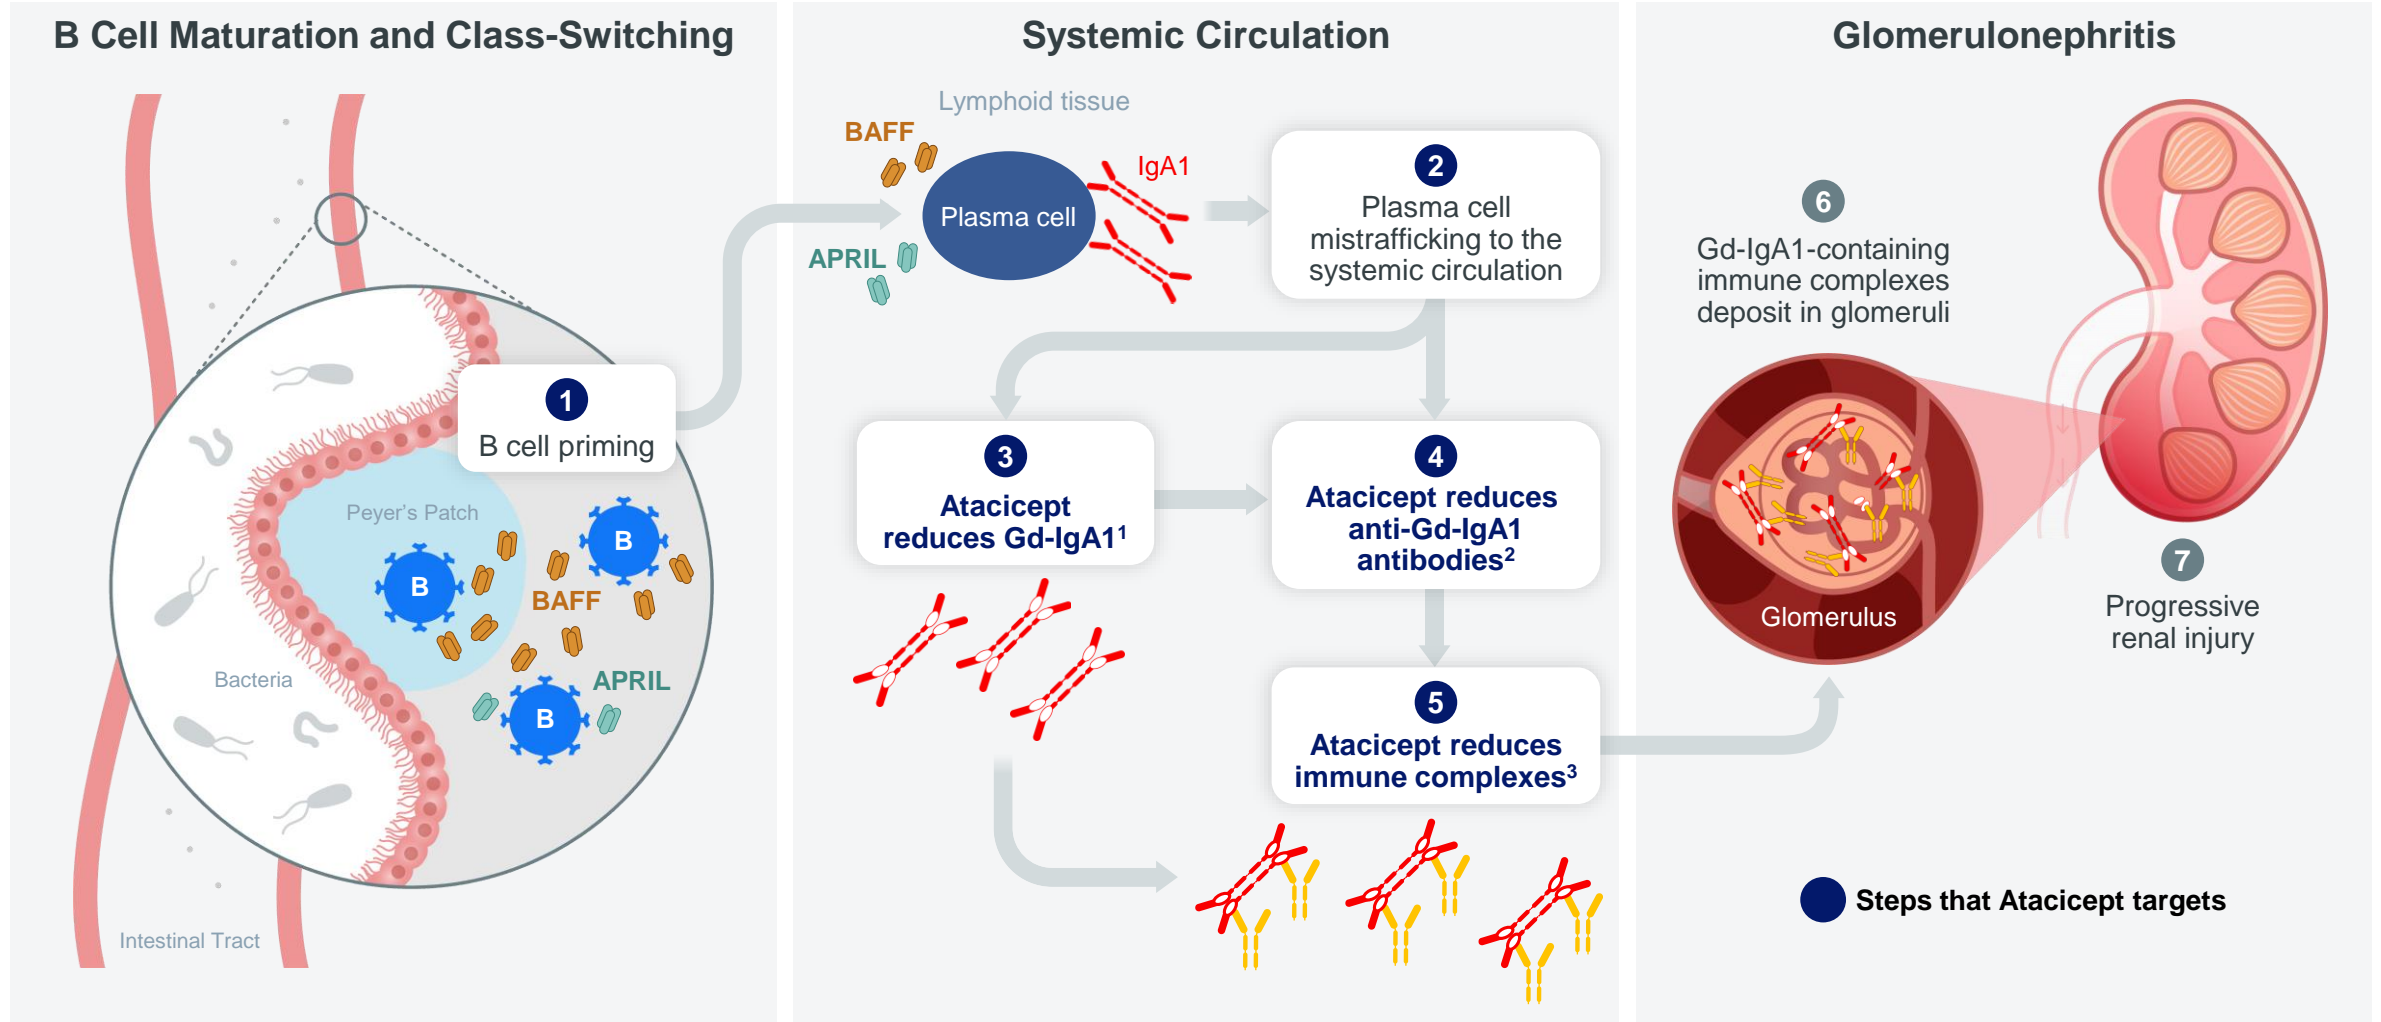 B Cell Maturation and Class-Switching
Intestinal Tract
Bacteria
Peyer's Patch
1
B cell priming
B
B
B
BAFF
APRIL
Systemic Circulation
Lymphoid tissue
BAFF
APRIL
Plasma cell
IgA1
2
Plasma cell
mistrafficking to the
systemic circulation
3
Atacicept
reduces Gd-IgA1¹
4
Atacicept reduces
anti-Gd-IgA1
antibodies²
5
Atacicept reduces
immune complexes³
Glomerulonephritis
6
Gd-IgA1-containing
immune complexes
deposit in glomeruli
Glomerulus
7
Progressive
renal injury
Steps that Atacicept targets